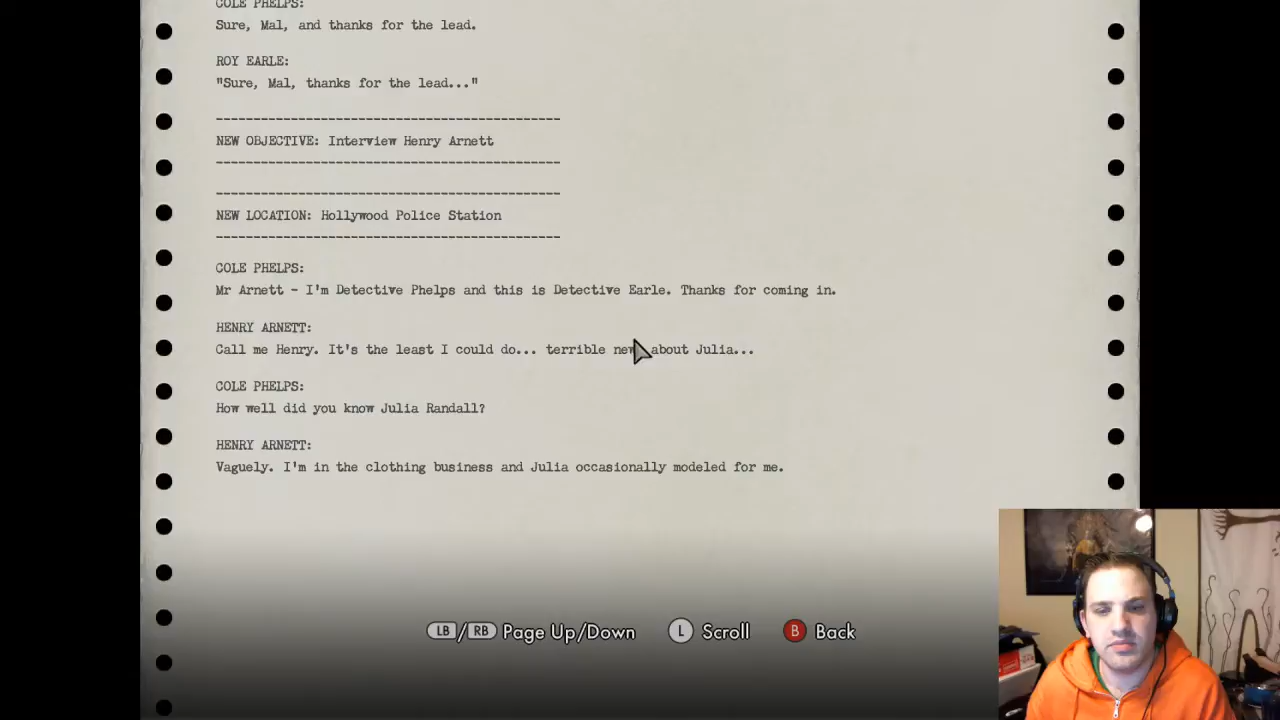 COLE PHELPS:
Sure, Mal, and thanks for the lead.
ROY EARLE:
"Sure, Mal, thanks for the lead..."
----------------------------------------------
NEW OBJECTIVE: Interview Henry Arnett
----------------------------------------------
----------------------------------------------
NEW LOCATION: Hollywood Police Station
----------------------------------------------
COLE PHELPS:
Mr Arnett - I'm Detective Phelps and this is Detective Earle. Thanks for coming in.
HENRY ARNETT:
Call me Henry. It's the least I could do... terrible new about Julia...
COLE PHELPS:
How well did you know Julia Randall?
HENRY ARNETT:
Vaguely. I'm in the clothing business and Julia occasionally modeled for me.
LB/RB Page Up/Down L Scroll B Back